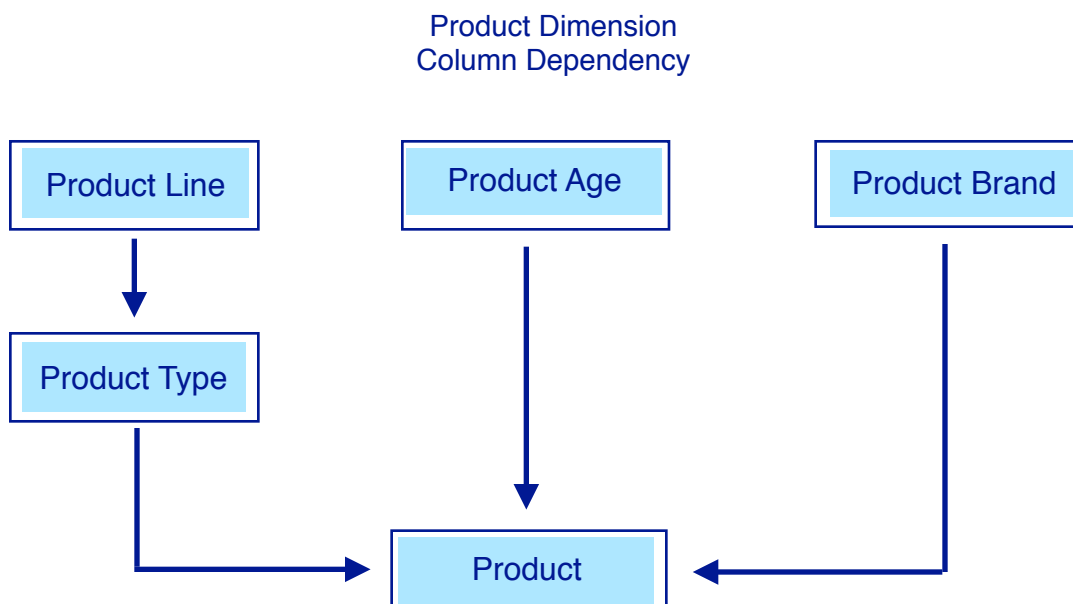 Product Dimension
Column Dependency
Product Line
Product Age
Product Brand
Product Type
Product